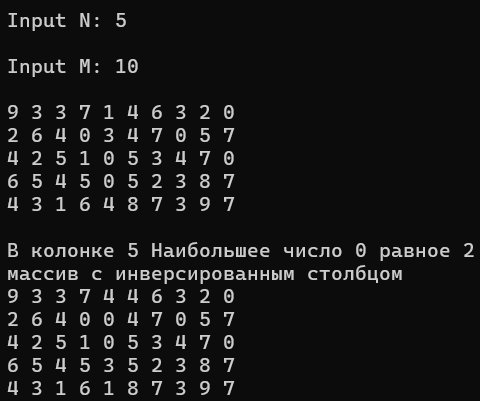 Input N: 5
Input M: 10
9 3 3 7 1 4 6 3 2 0
2 6 4 0 3 4 7 0 5 7
4 2 5 1 0 5 3 4 7 0
6 5 4 5 0 5 2 3 8 7
4 3 1 6 4 8 7 3 9 7
В колонке 5 Наибольшее число 0 равное 2
массив с инверсированным столбцом
9 3 3 7 4 4 6 3 2 0
2 6 4 0 0 4 7 0 5 7
4 2 5 1 0 5 3 4 7 0
6 5 4 5 3 5 2 3 8 7
4 3 1 6 1 8 7 3 9 7